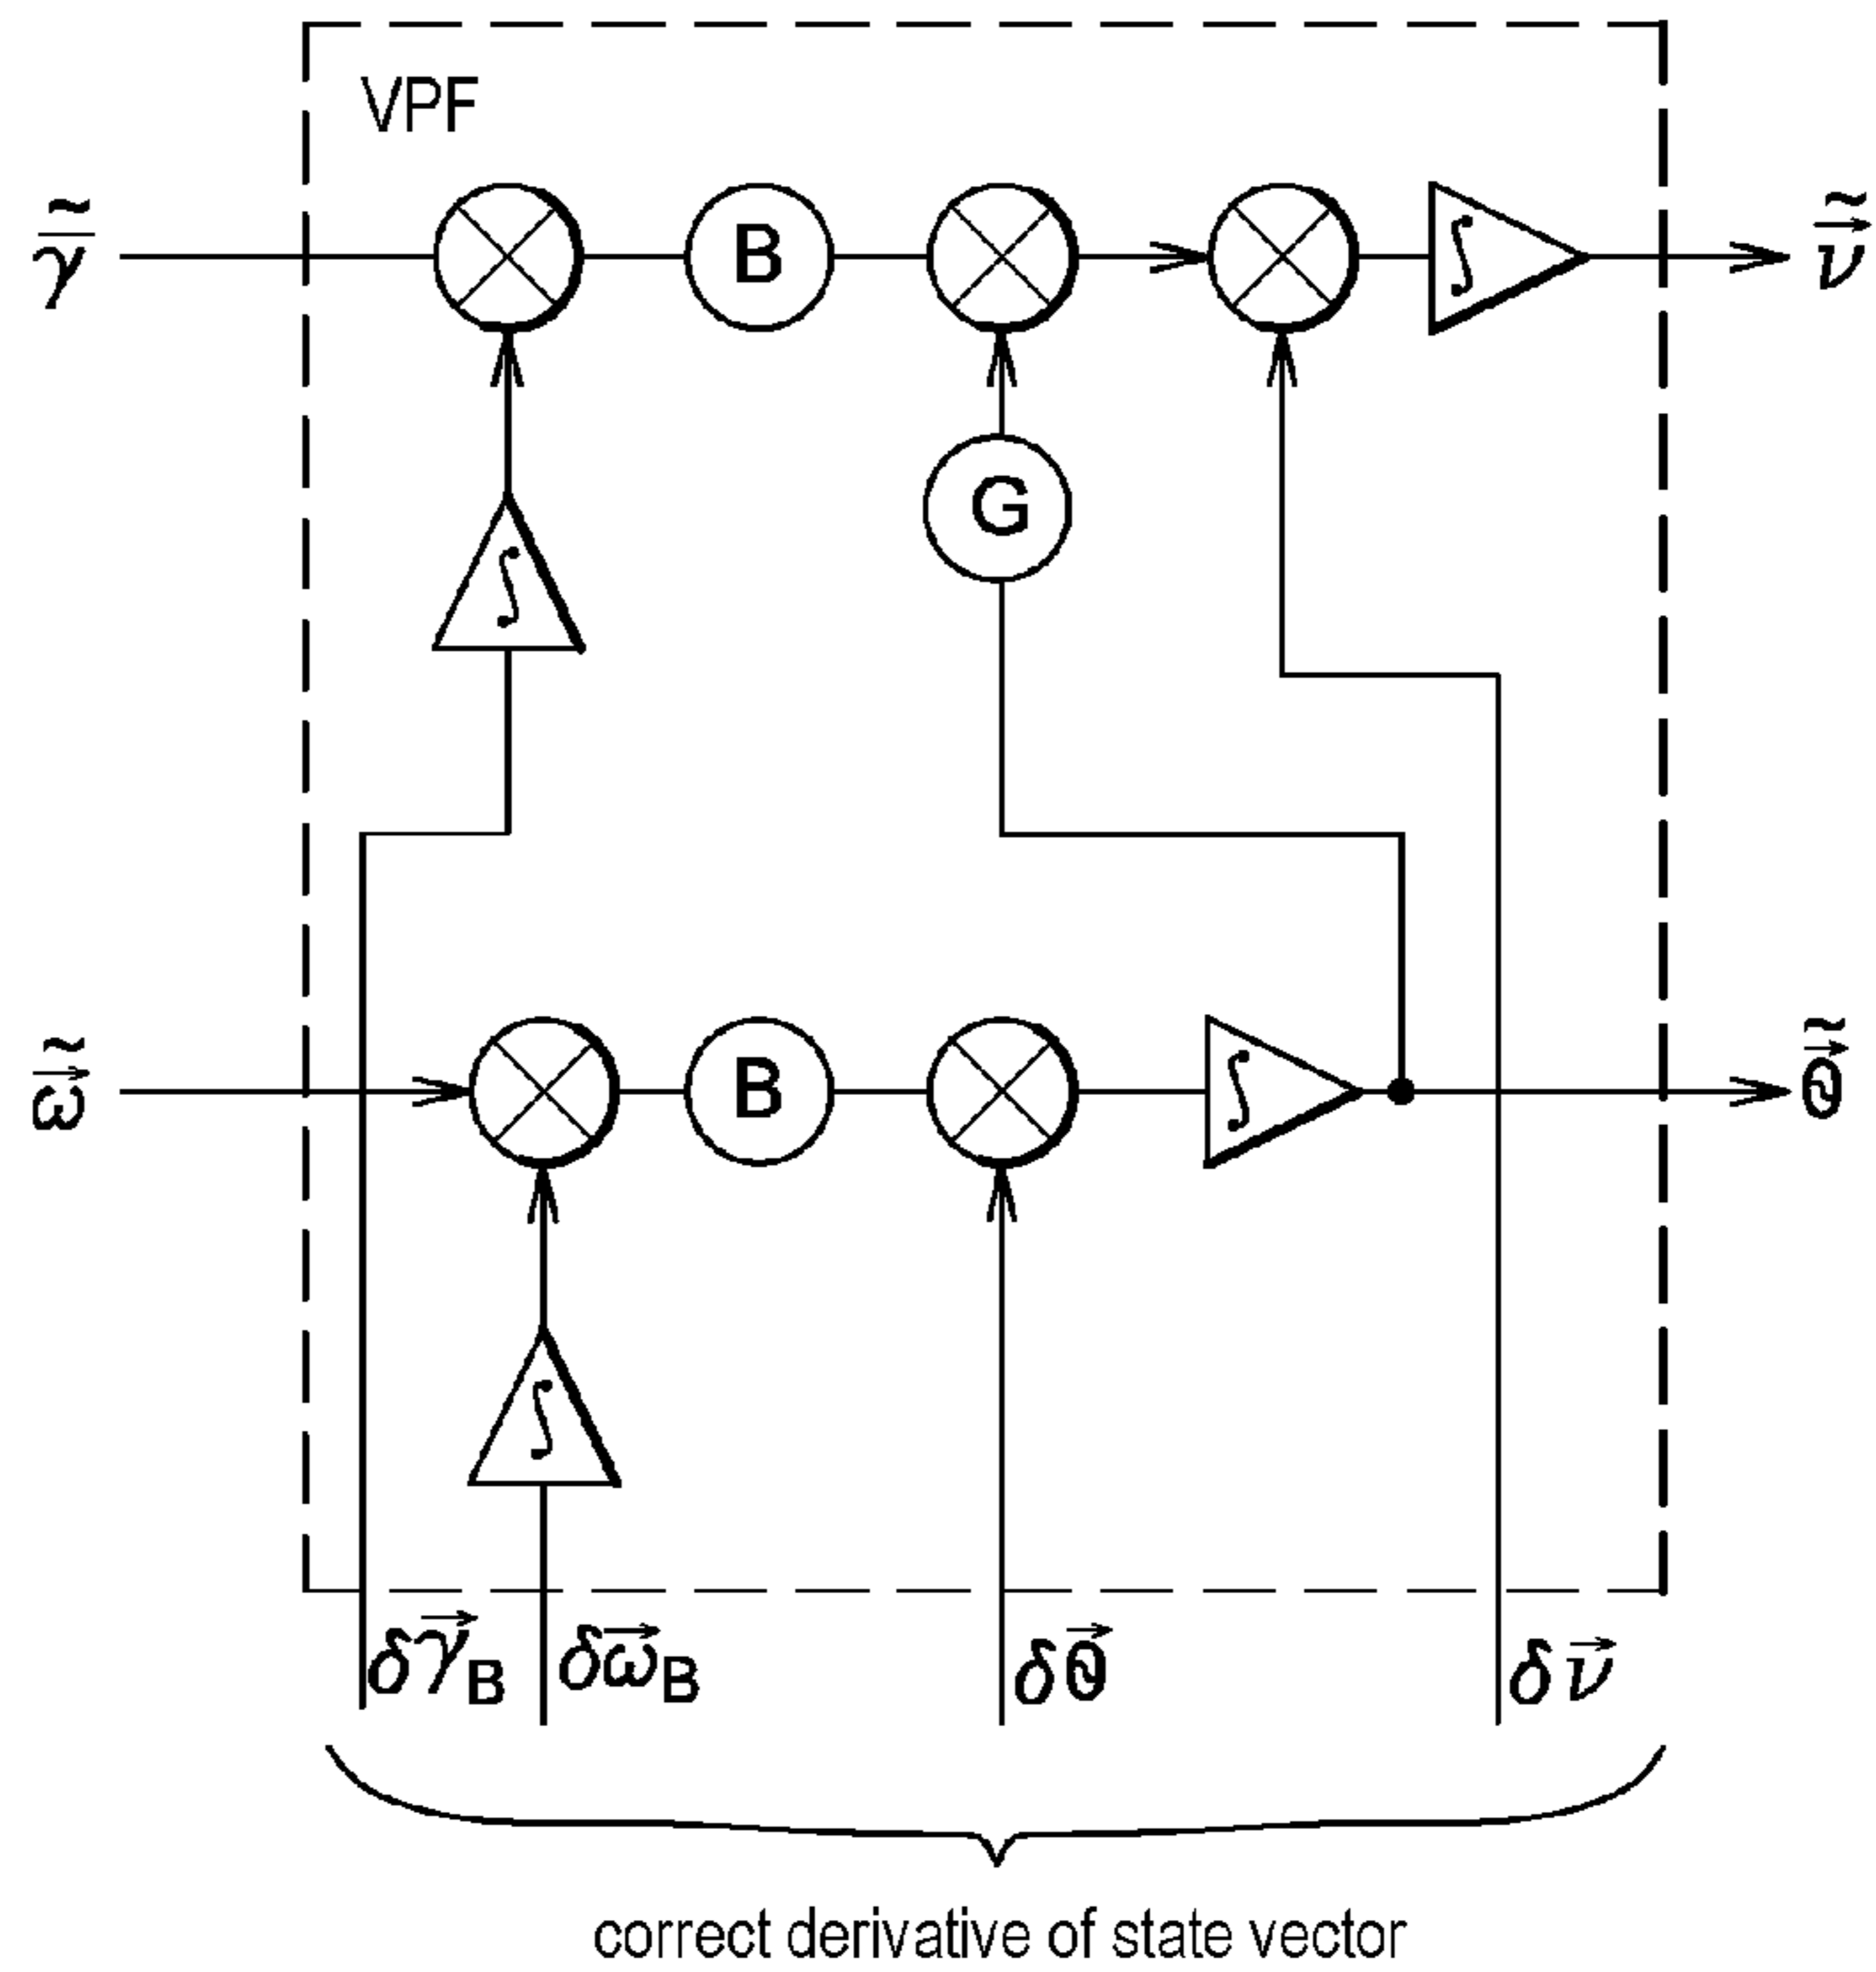 VPF
γ̅̃ B ν⃗̃
∫
G
∫
ω⃗̃ B Θ⃗̃
∫
∫
δγ⃗B δω⃗B δΘ⃗ δν⃗
correct derivative of state vector